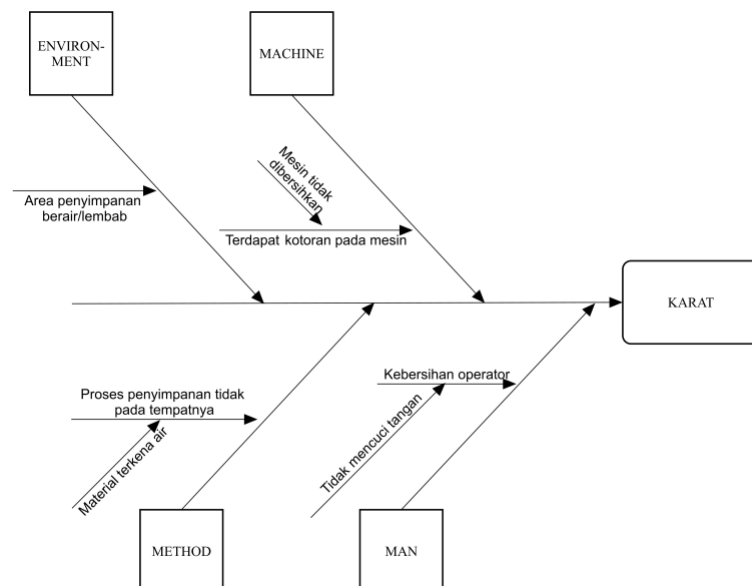 ENVIRON-
MENT
MACHINE
Mesin tidak
dibersihkan
Area penyimpanan
berair/lembab
Terdapat kotoran pada mesin
KARAT
Kebersihan operator
Proses penyimpanan tidak
pada tempatnya
Tidak mencuci tangan
Material terkena air
METHOD
MAN